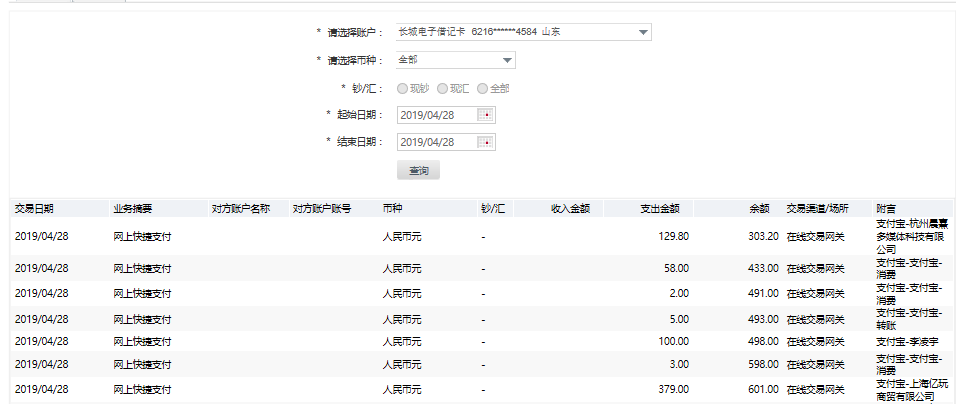 * 请选择账户： 长城电子借记卡 6216******4584 山东
* 请选择币种： 全部
* 钞/汇： 现钞 现汇 全部
* 起始日期： 2019/04/28
* 结束日期： 2019/04/28
查询
交易日期 业务摘要 对方账户名称 对方账户账号 币种 钞/汇 收入金额 支出金额 余额 交易渠道/场所 附言
2019/04/28 网上快捷支付 人民币元 - 129.80 303.20 在线交易网关 支付宝-杭州晨熹
多媒体科技有限
公司
2019/04/28 网上快捷支付 人民币元 - 58.00 433.00 在线交易网关 支付宝-支付宝-
消费
2019/04/28 网上快捷支付 人民币元 - 2.00 491.00 在线交易网关 支付宝-支付宝-
消费
2019/04/28 网上快捷支付 人民币元 - 5.00 493.00 在线交易网关 支付宝-支付宝-
转账
2019/04/28 网上快捷支付 人民币元 - 100.00 498.00 在线交易网关 支付宝-李凌宇
2019/04/28 网上快捷支付 人民币元 - 3.00 598.00 在线交易网关 支付宝-支付宝-
消费
2019/04/28 网上快捷支付 人民币元 - 379.00 601.00 在线交易网关 支付宝-上海亿玩
商贸有限公司